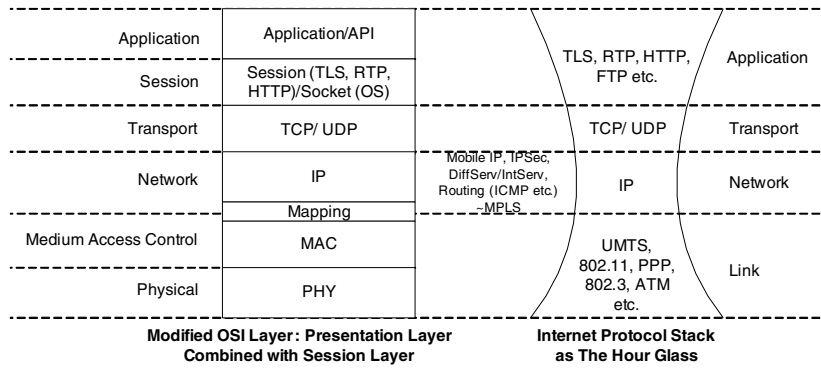 Application
Session
Transport
Network
Medium Access Control
Physical
Application/API
Session (TLS, RTP,
HTTP)/Socket (OS)
TCP/ UDP
IP
Mapping
MAC
PHY
Modified OSI Layer: Presentation Layer
Combined with Session Layer
Mobile IP, IPSec,
DiffServ/IntServ,
Routing (ICMP etc.)
~MPLS
TLS, RTP, HTTP,
FTP etc.
TCP/ UDP
IP
UMTS,
802.11, PPP,
802.3, ATM
etc.
Application
Transport
Network
Link
Internet Protocol Stack
as The Hour Glass